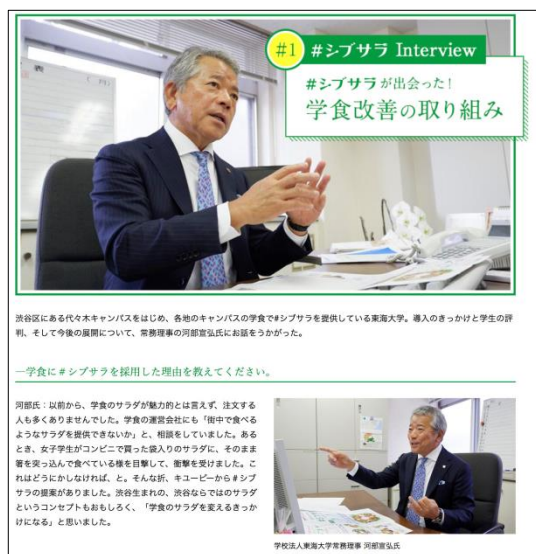 #1 #シブサラ Interview
#シブサラが出会った！
学食改善の取り組み
渋谷区にある代々木キャンパスをはじめ、各地のキャンパスの学食で#シブサラを提供している東海大学。導入のきっかけと学生の評
判、そして今後の展開について、常務理事の河部宣弘氏にお話をうかがった。
—学食に#シブサラを採用した理由を教えてください。
河部氏：以前から、学食のサラダが魅力的とは言えず、注文する
人も多くありませんでした。学食の運営会社にも「街中で食べる
ようなサラダを提供できないか」と、相談をしていました。ある
とき、女子学生がコンビニで買った袋入りのサラダに、そのまま
箸を突っ込んで食べている様を目撃して、衝撃を受けました。こ
れはどうにかしなければ、と。そんな折、キユーピーから#シブ
サラの提案がありました。渋谷生まれの、渋谷ならではのサラダ
というコンセプトもおもしろく、「学食のサラダを変えるきっか
けになる」と思いました。
学校法人東海大学常務理事 河部宣弘氏